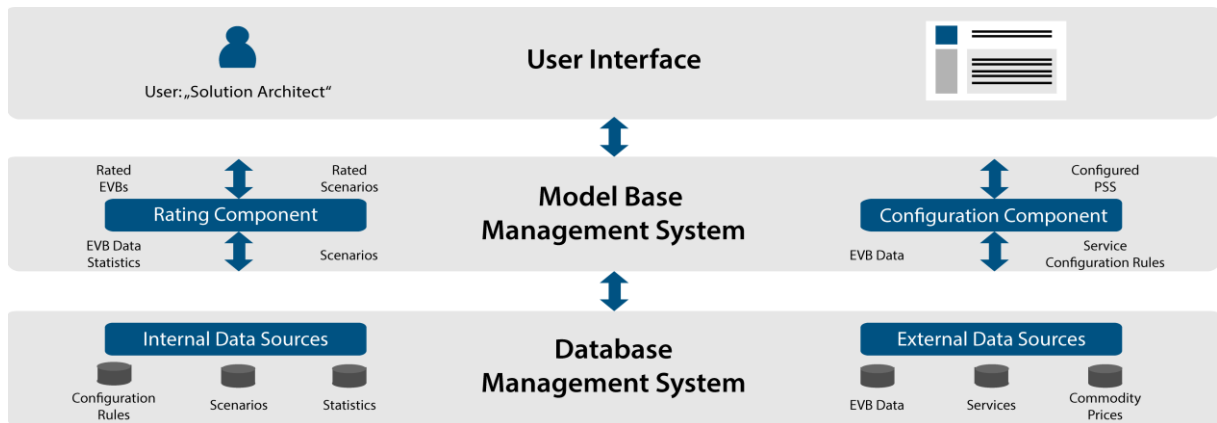 User Interface
User:„Solution Architect“
Rated
EVBs
Rated
Scenarios
Rating Component
EVB Data
Statistics
Scenarios
Model Base
Management System
Configured
PSS
Configuration Component
EVB Data
Service
Configuration Rules
Internal Data Sources
Configuration
Rules
Scenarios
Statistics
Database
Management System
External Data Sources
EVB Data
Services
Commodity
Prices